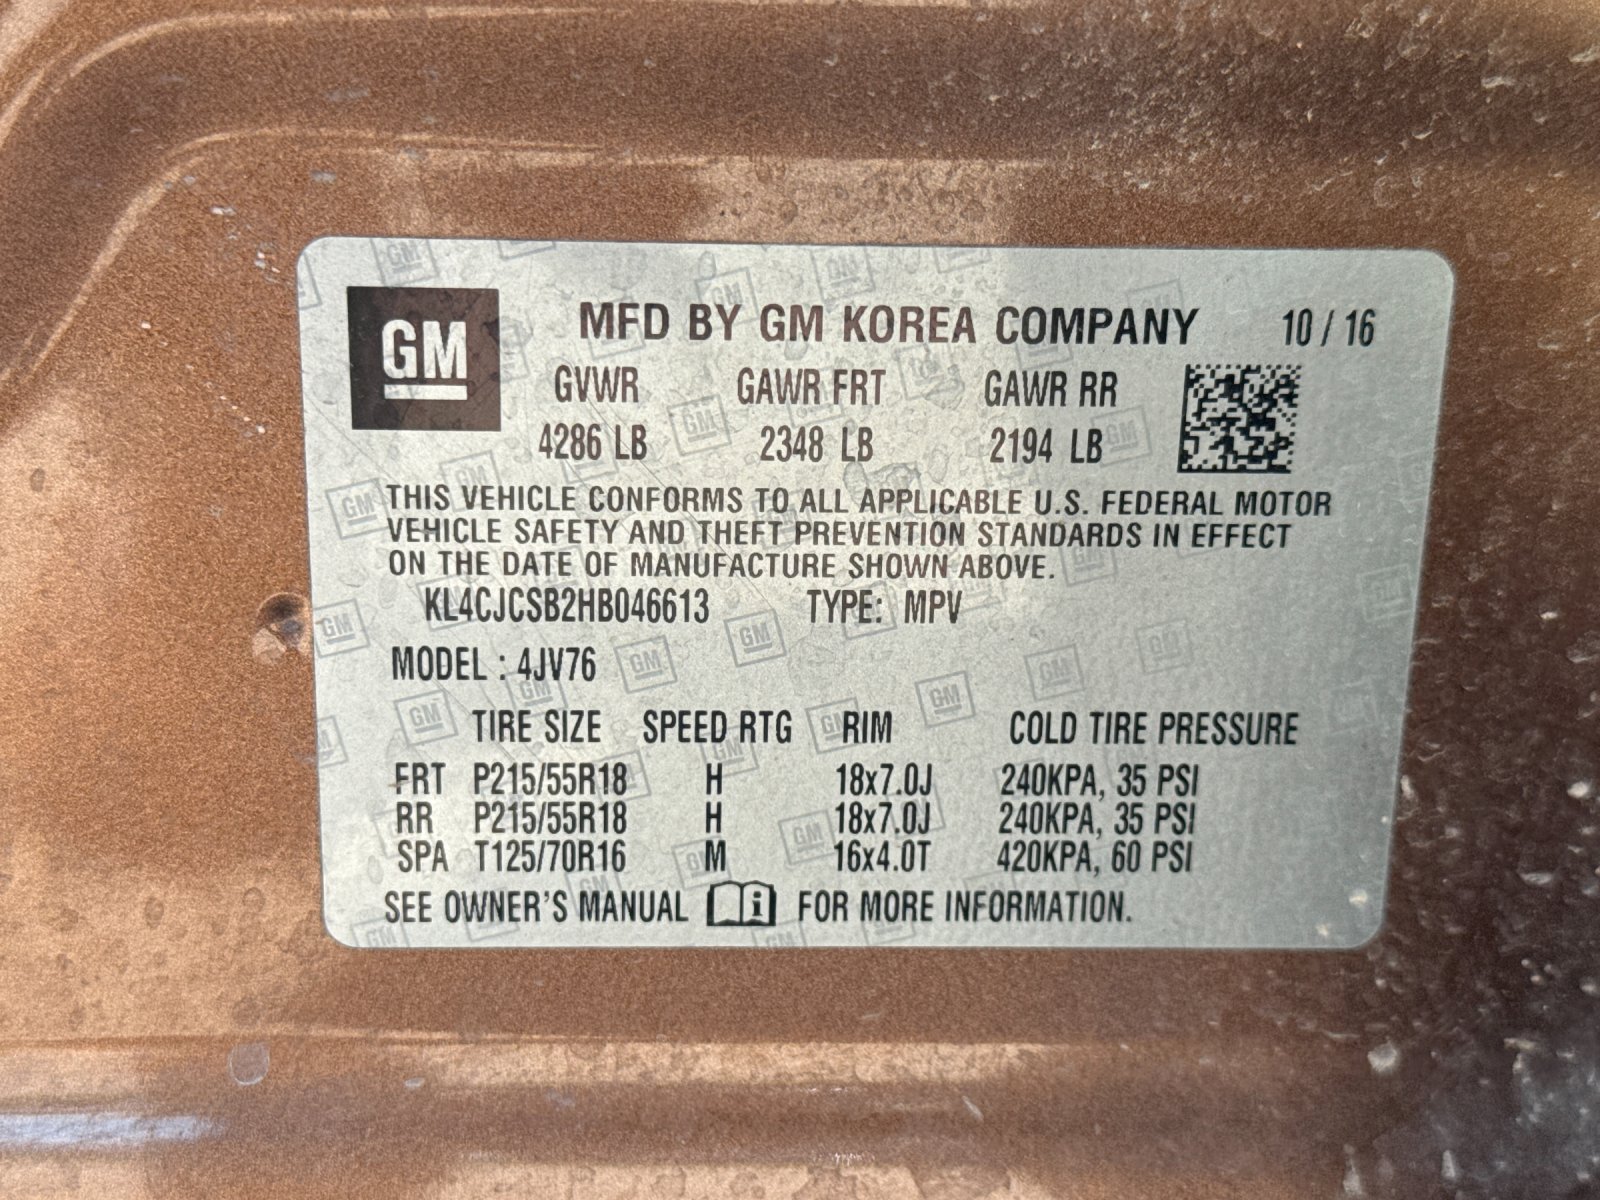 GM
MFD BY GM KOREA COMPANY 10 / 16
GVWR GAWR FRT GAWR RR
4286 LB 2348 LB 2194 LB
THIS VEHICLE CONFORMS TO ALL APPLICABLE U.S. FEDERAL MOTOR
VEHICLE SAFETY AND THEFT PREVENTION STANDARDS IN EFFECT
ON THE DATE OF MANUFACTURE SHOWN ABOVE.
KL4CJCSB2HB046613 TYPE: MPV
MODEL : 4JV76
TIRE SIZE SPEED RTG RIM COLD TIRE PRESSURE
FRT P215/55R18 H 18x7.0J 240KPA, 35 PSI
RR P215/55R18 H 18x7.0J 240KPA, 35 PSI
SPA T125/70R16 M 16x4.0T 420KPA, 60 PSI
SEE OWNER'S MANUAL i FOR MORE INFORMATION.